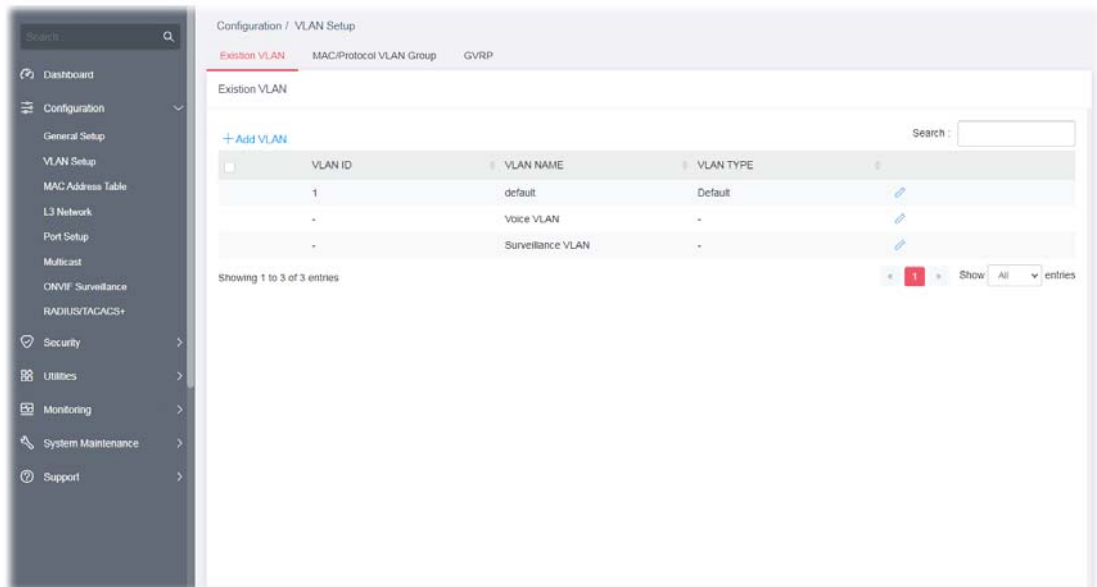 Search
Dashboard
Configuration
General Setup
VLAN Setup
MAC Address Table
L3 Network
Port Setup
Multicast
ONVIF Surveillance
RADIUS/TACACS+
Security
Utilities
Monitoring
System Maintenance
Support
Configuration / VLAN Setup
Existion VLAN MAC/Protocol VLAN Group GVRP
Existion VLAN
+Add VLAN Search :
VLAN ID VLAN NAME VLAN TYPE
1 default Default
- Voice VLAN -
- Surveillance VLAN -
Showing 1 to 3 of 3 entries « 1 » Show All entries